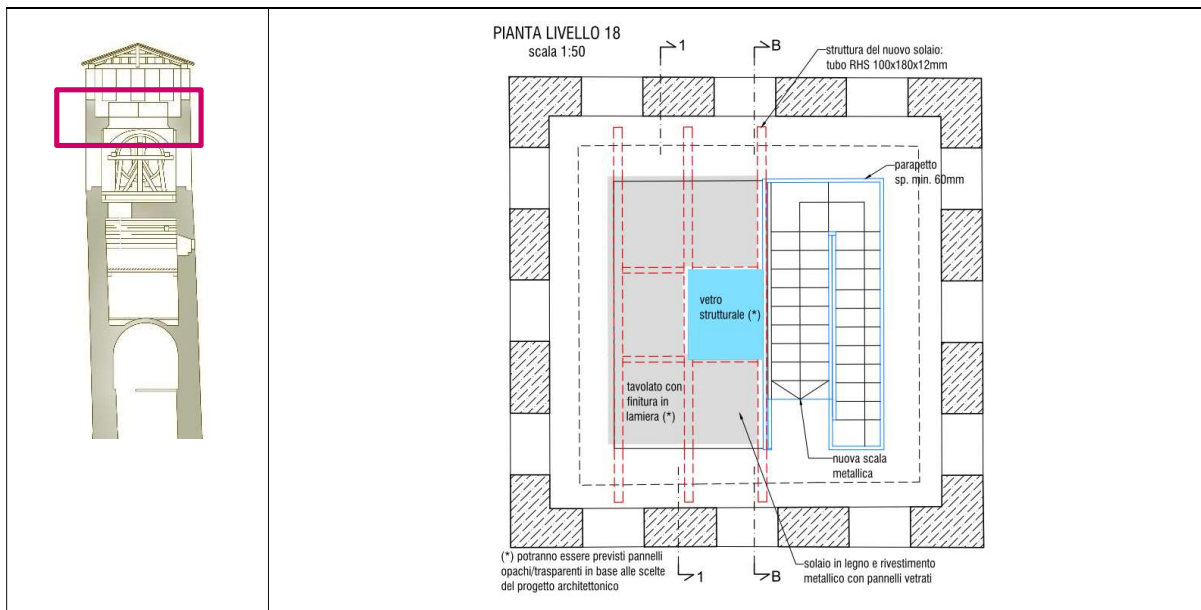 PIANTA LIVELLO 18
scala 1:50
1
B
struttura del nuovo solaio:
tubo RHS 100x180x12mm
parapetto
sp. min. 60mm
vetro
strutturale (*)
tavolato con
finitura in
lamiera (*)
nuova scala
metallica
(*) potranno essere previsti pannelli
opachi/trasparenti in base alle scelte
del progetto architettonico
1
B
solaio in legno e rivestimento
metallico con pannelli vetrati